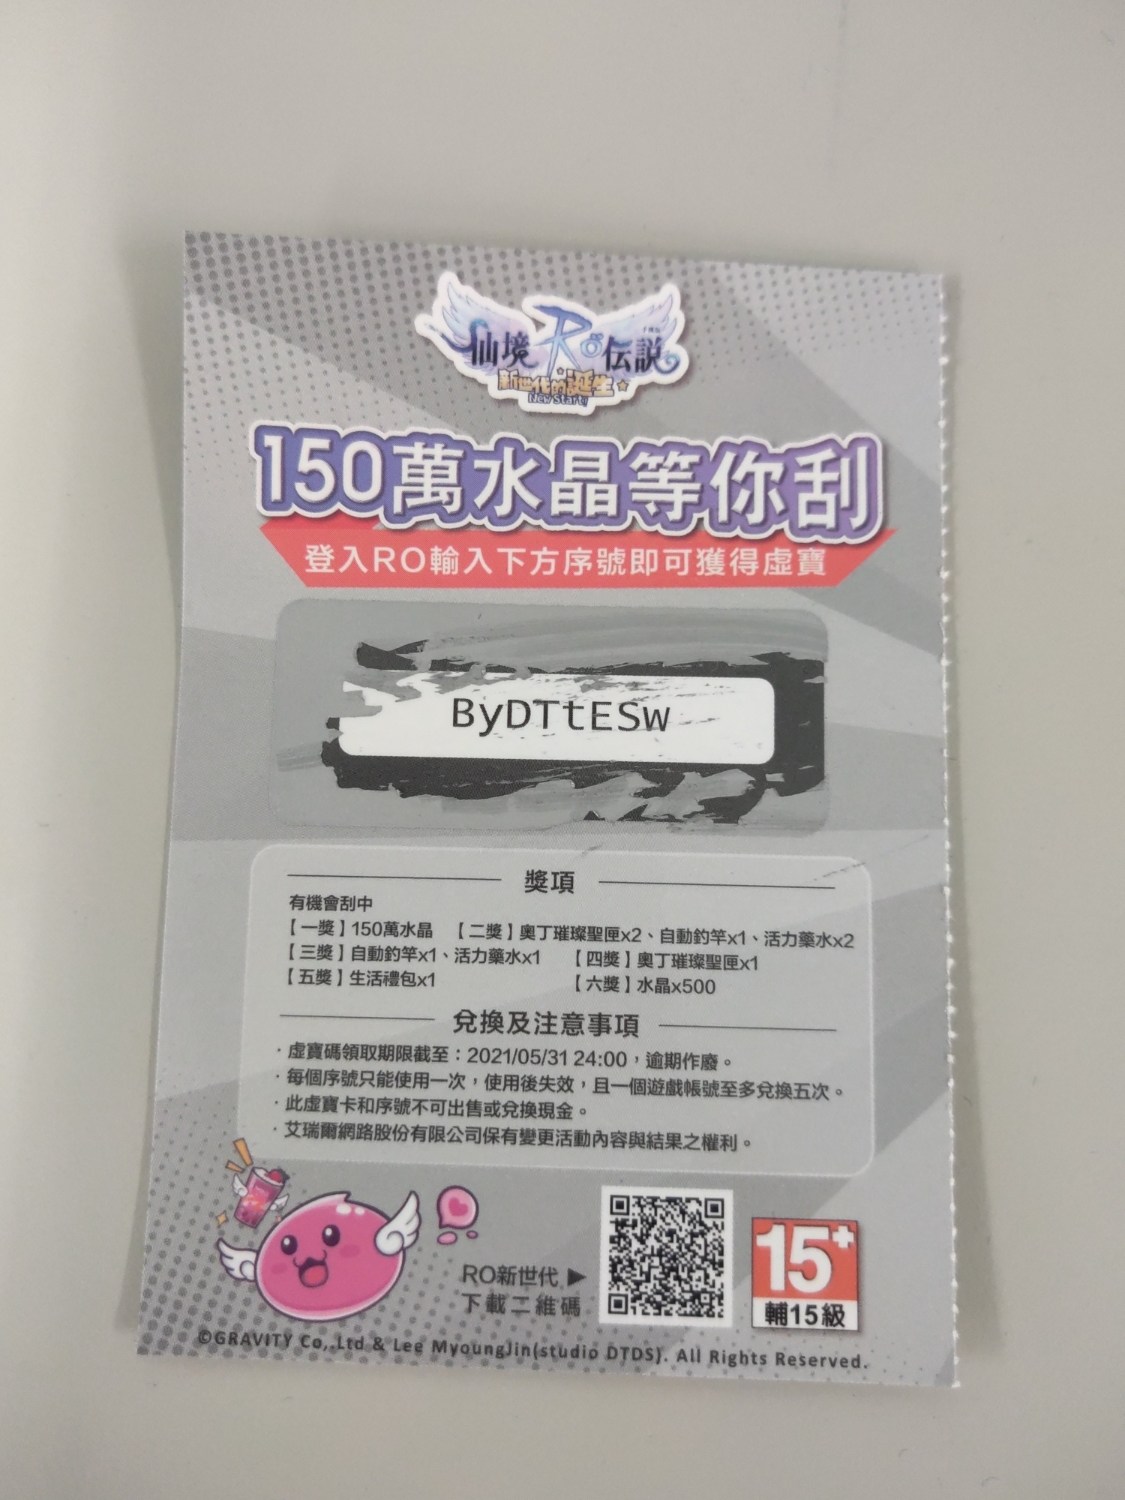 仙境RO伝説
新世代的誕生
New Start!
150萬水晶等你刮
登入RO輸入下方序號即可獲得虛寶
ByDTtESw
獎項
有機會刮中
【一獎】150萬水晶 【二獎】奧丁璀璨聖匣x2、自動釣竿x1、活力藥水x2
【三獎】自動釣竿x1、活力藥水x1 【四獎】奧丁璀璨聖匣x1
【五獎】生活禮包x1 【六獎】水晶x500
兌換及注意事項
·虛寶碼領取期限截至：2021/05/31 24:00，逾期作廢。
·每個序號只能使用一次，使用後失效，且一個遊戲帳號至多兌換五次。
·此虛寶卡和序號不可出售或兌換現金。
·艾瑞爾網路股份有限公司保有變更活動內容與結果之權利。
RO新世代 ▶
下載二維碼
15+
輔15級
©GRAVITY Co,.Ltd & Lee MyoungJin(studio DTDS). All Rights Reserved.